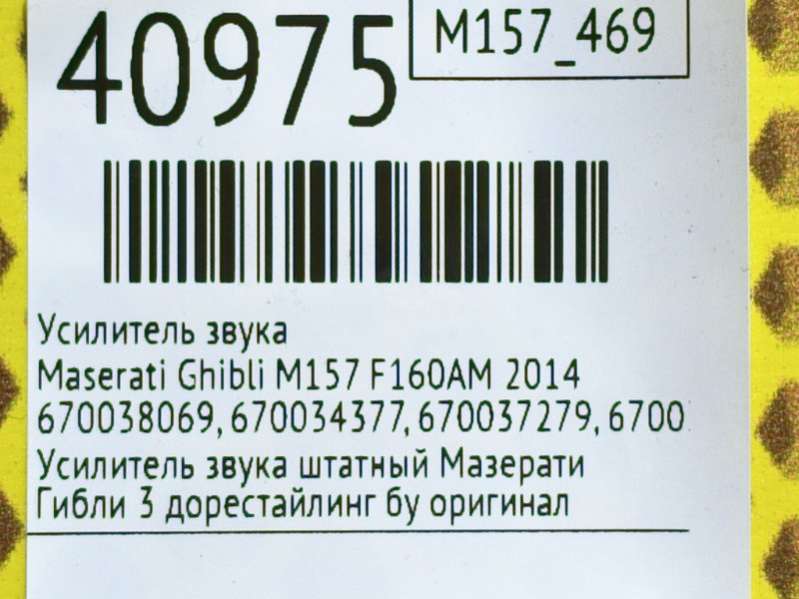 40975
M157_469
Усилитель звука
Maserati Ghibli M157 F160AM 2014
670038069, 670034377, 670037279, 6700
Усилитель звука штатный Мазерати
Гибли 3 дорестайлинг бу оригинал